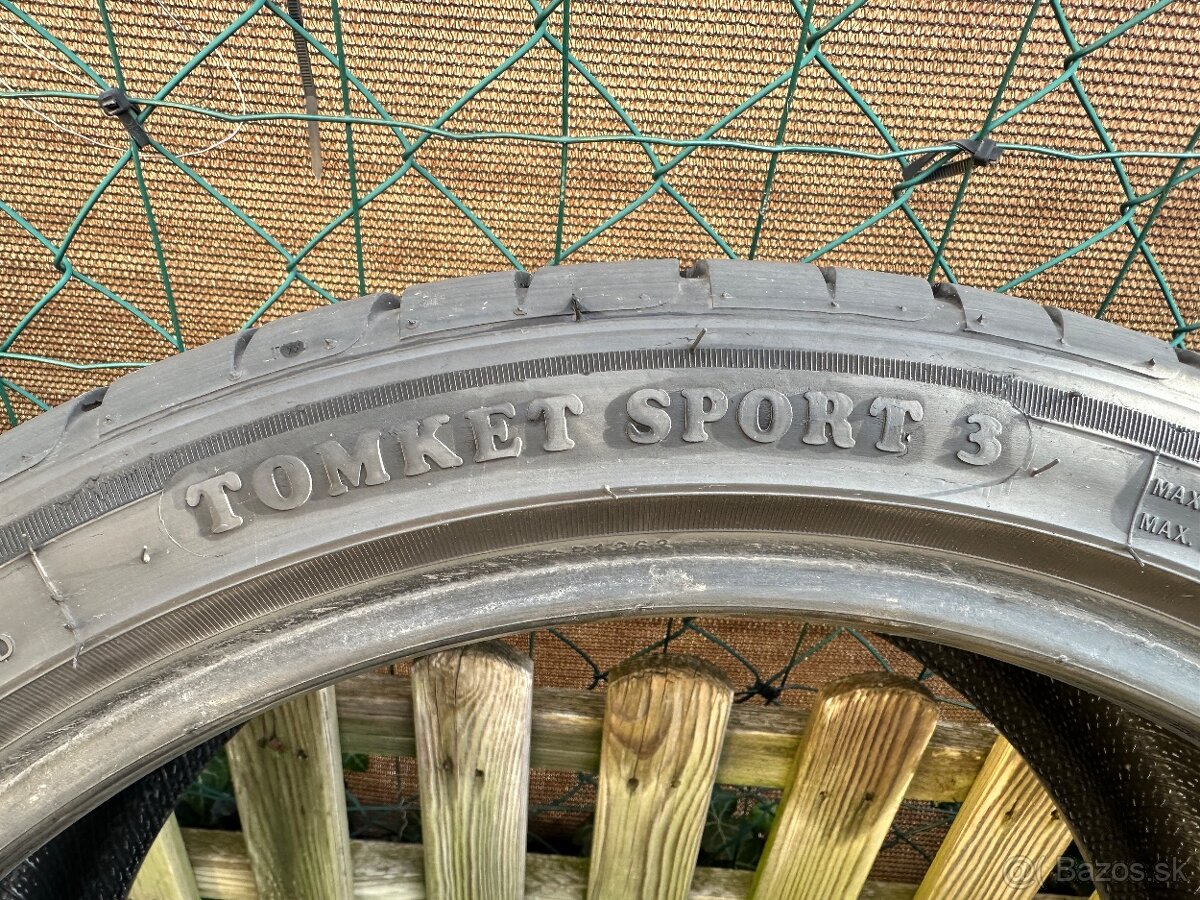 TOMKET SPORT 3
MAX
MAX.
Bazos.sk